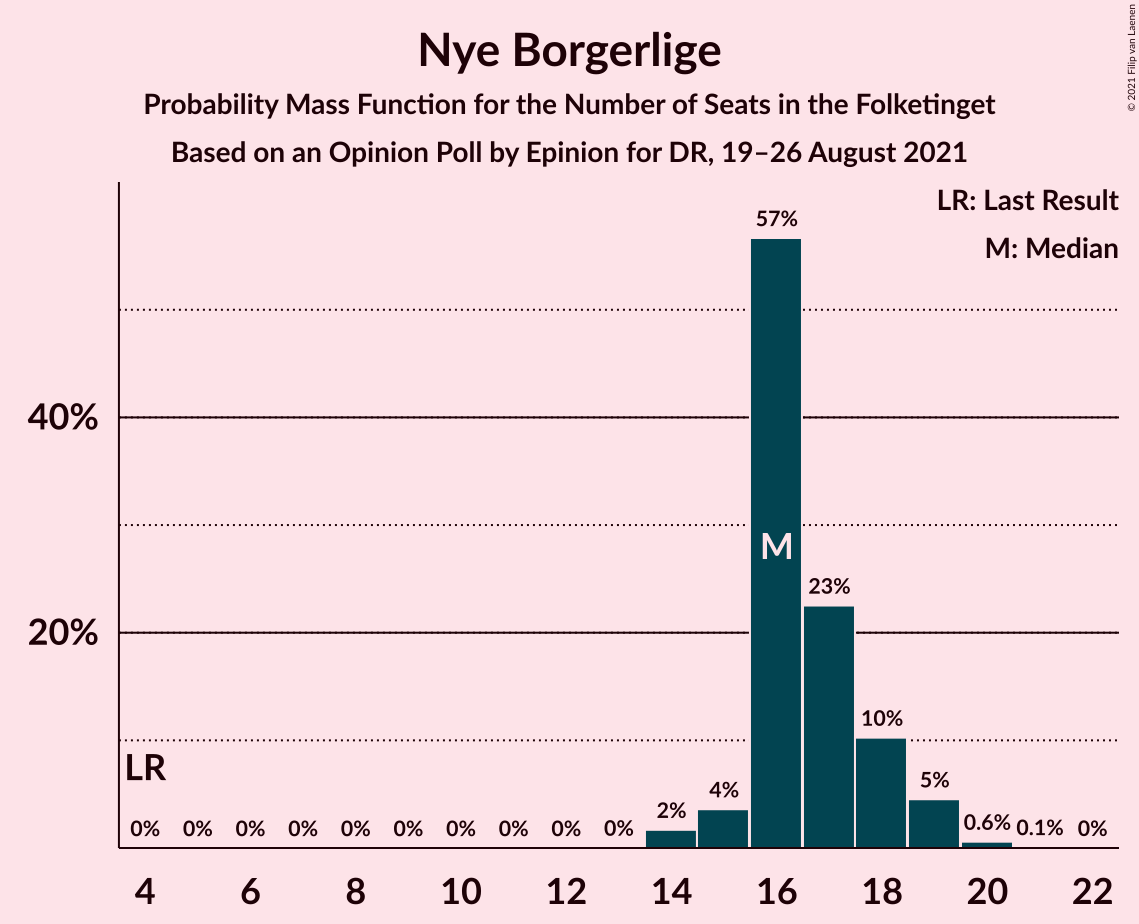 Nye Borgerlige
Probability Mass Function for the Number of Seats in the Folketinget
Based on an Opinion Poll by Epinion for DR, 19–26 August 2021
© 2021 Filip van Laenen
LR: Last Result
M: Median
57%
40%
M
23%
20%
10%
LR
5%
4%
2%
0% 0% 0% 0% 0% 0% 0% 0% 0% 0% 0.6% 0.1% 0%
4 6 8 10 12 14 16 18 20 22